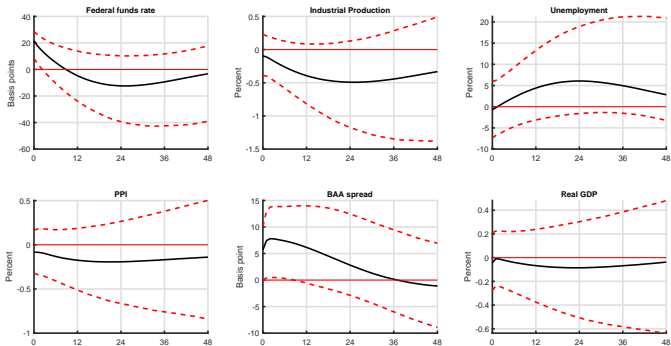 Federal funds rate
Industrial Production
Unemployment
40
20
0
-20
-40
-60
Basis points
0 12 24 36 48
0.5
0
-0.5
-1
-1.5
Percent
0 12 24 36 48
20
15
10
5
0
-5
-10
Percent
0 12 24 36 48
PPI
BAA spread
Real GDP
0.5
0
-0.5
-1
Percent
0 12 24 36 48
15
10
5
0
-5
-10
Basis point
0 12 24 36 48
0.4
0.2
0
-0.2
-0.4
-0.6
Percent
0 12 24 36 48